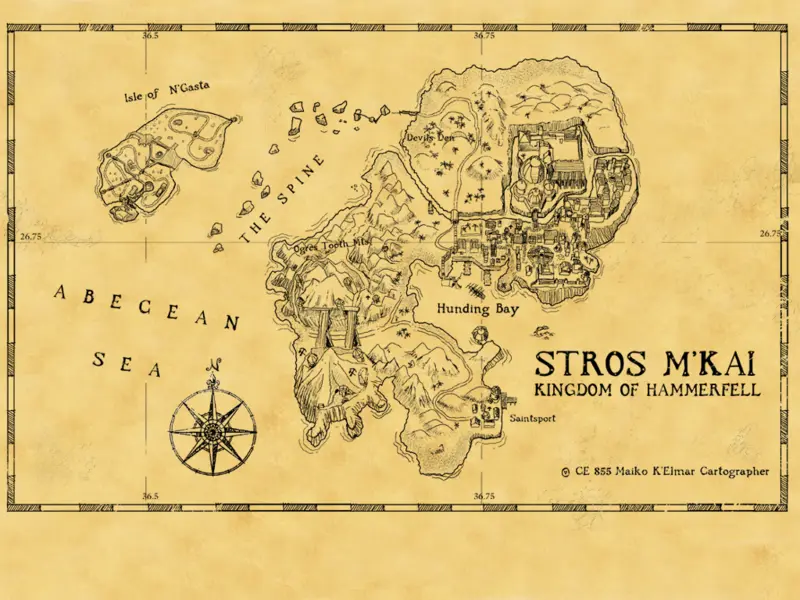 36.5
36.75
Isle of N'Gasta
Devils Den
THE SPINE
26.75
26.75
Ogres Tooth Mts
ABECEAN
SEA
Hunding Bay
N
STROS M'KAI
KINGDOM OF HAMMERFELL
Saintsport
© CE 855 Maiko K'Elmar Cartographer
36.5
36.75